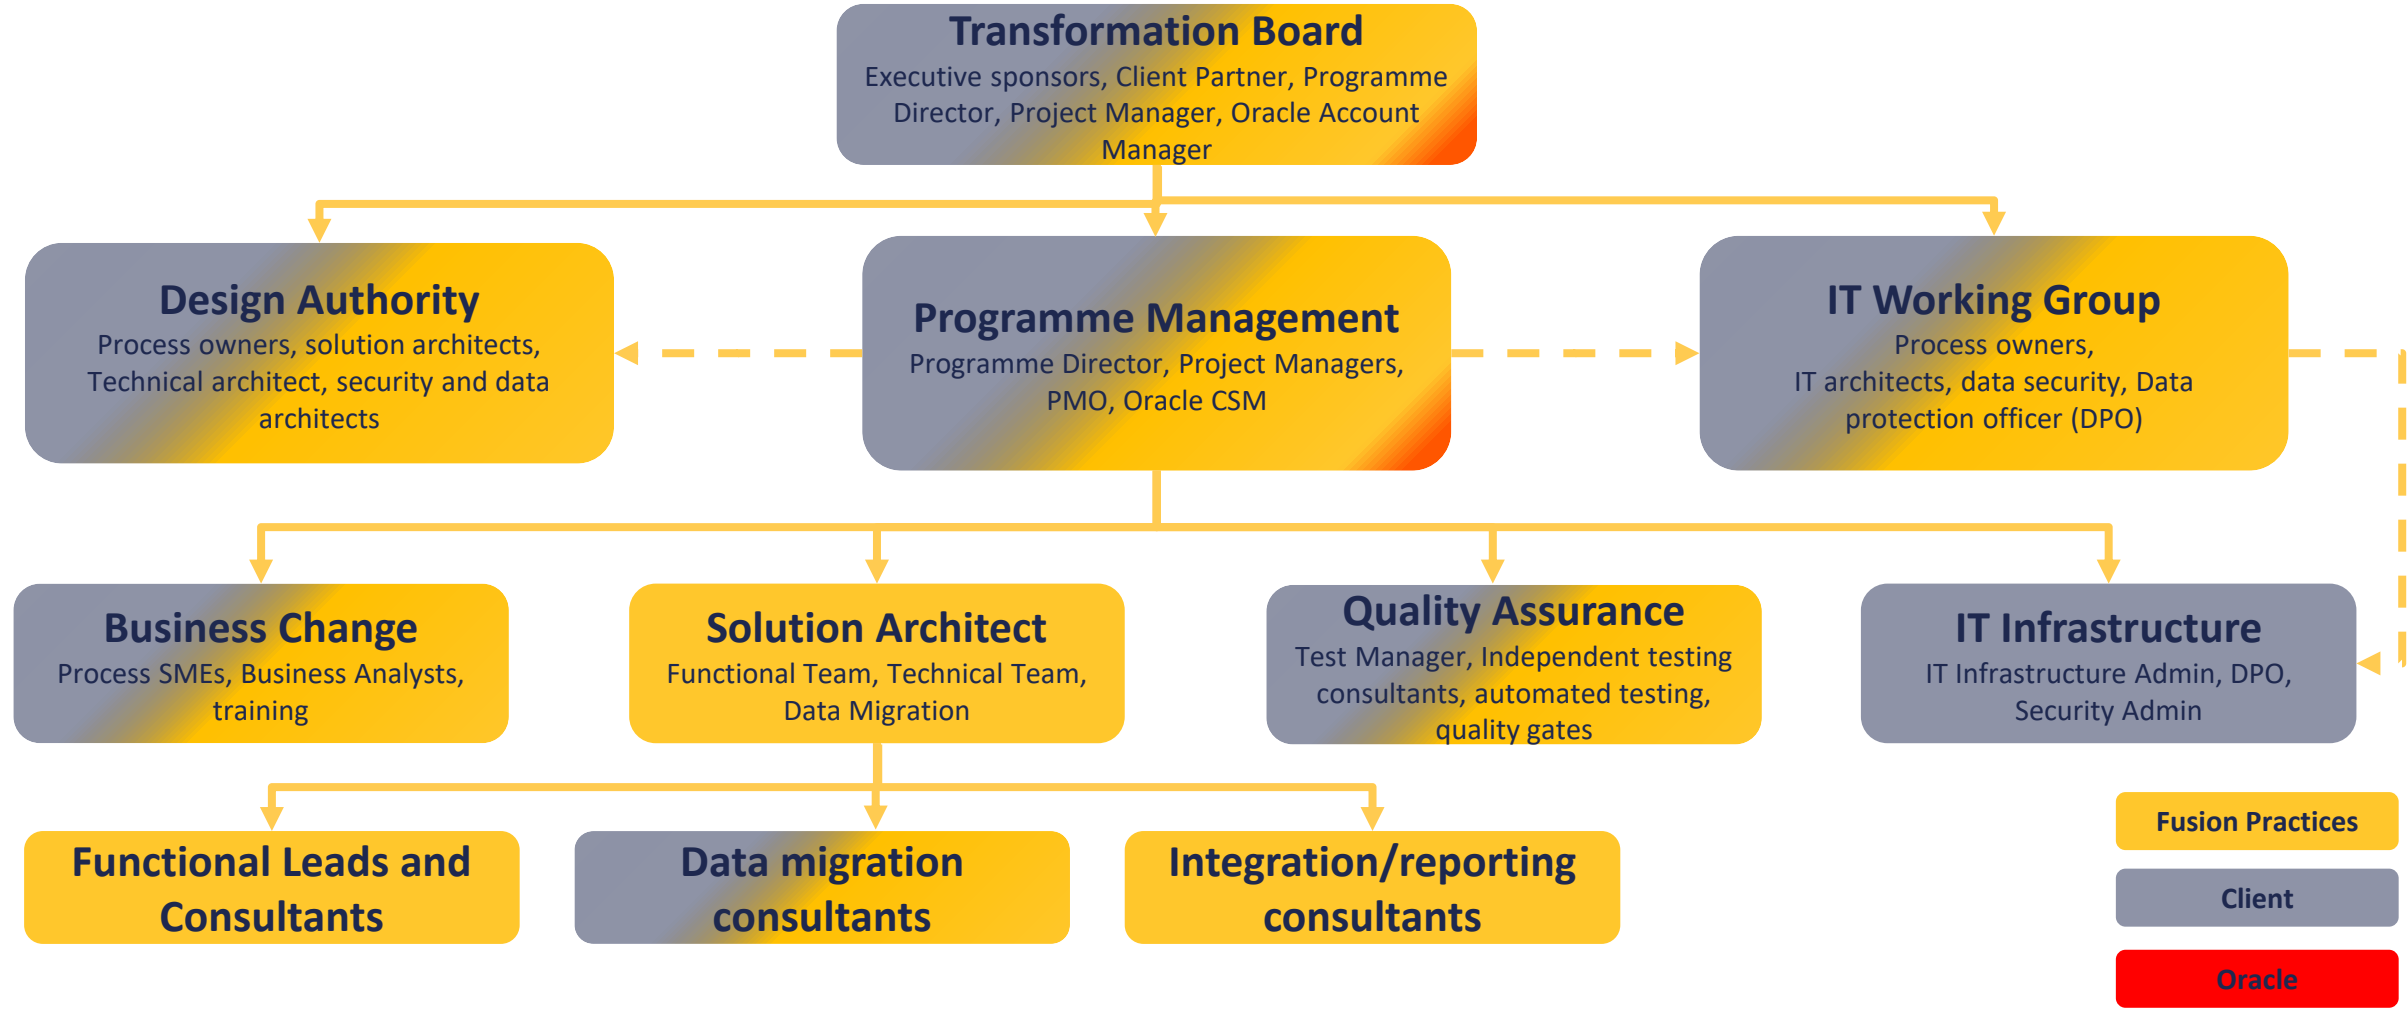 Transformation Board
Executive sponsors, Client Partner, Programme
Director, Project Manager, Oracle Account
Manager
Design Authority
Process owners, solution architects,
Technical architect, security and data
architects
Programme Management
Programme Director, Project Managers,
PMO, Oracle CSM
IT Working Group
Process owners,
IT architects, data security, Data
protection officer (DPO)
Business Change
Process SMEs, Business Analysts,
training
Solution Architect
Functional Team, Technical Team,
Data Migration
Quality Assurance
Test Manager, Independent testing
consultants, automated testing,
quality gates
IT Infrastructure
IT Infrastructure Admin, DPO,
Security Admin
Functional Leads and
Consultants
Data migration
consultants
Integration/reporting
consultants
Fusion Practices
Client
Oracle